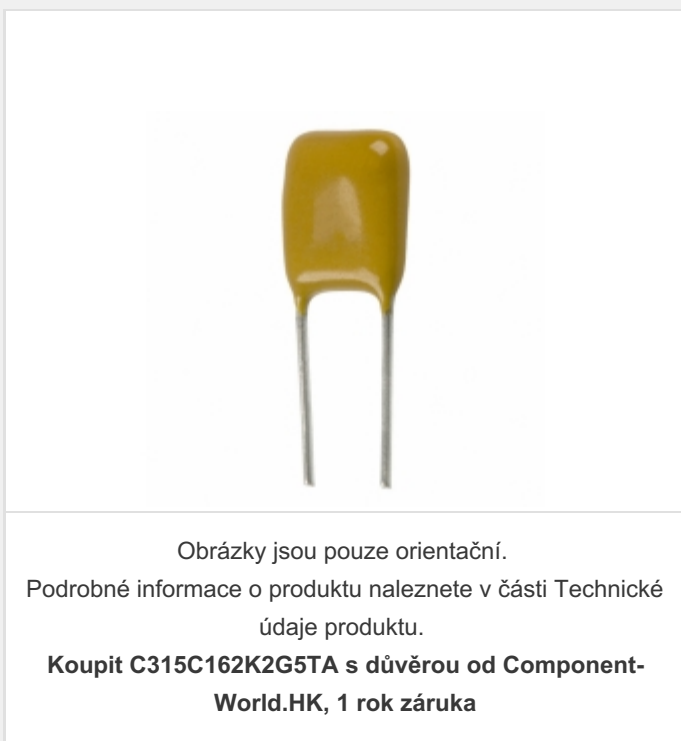 Obrázky jsou pouze orientační.
Podrobné informace o produktu naleznete v části Technické
údaje produktu.
Koupit C315C162K2G5TA s důvěrou od Component-
World.HK, 1 rok záruka